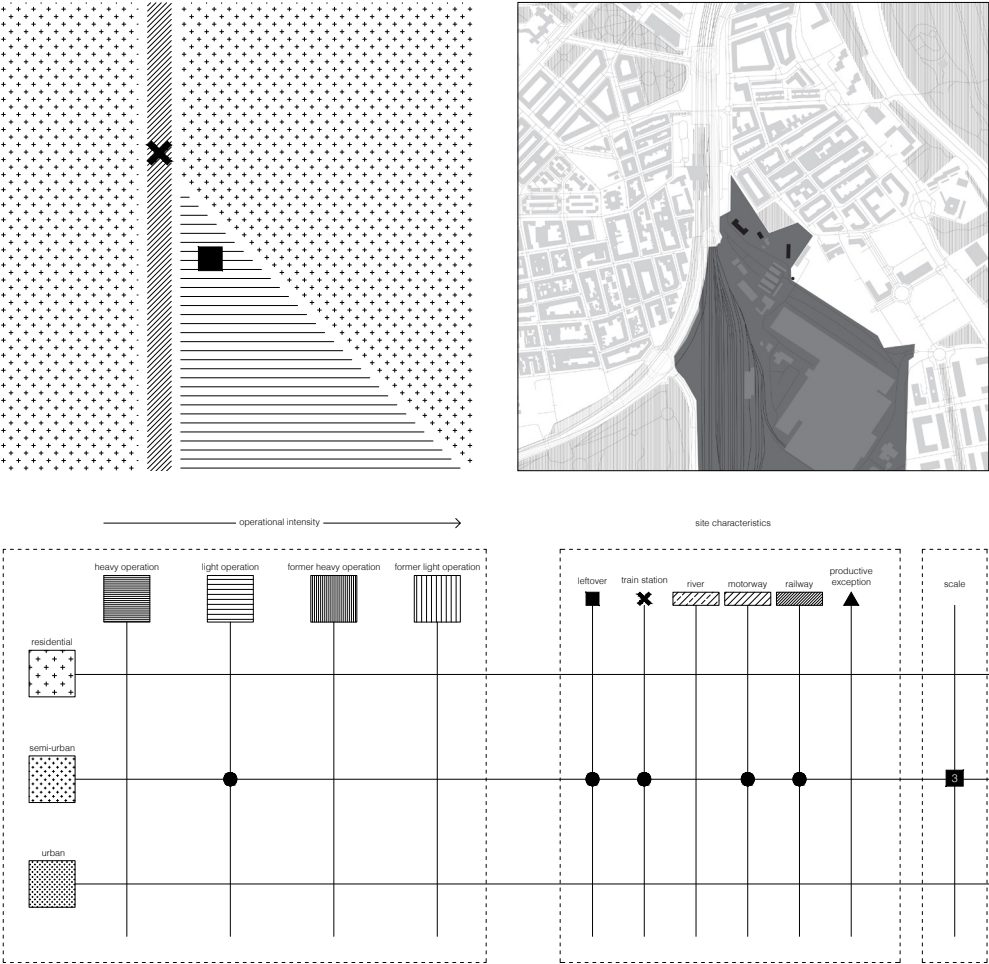 operational intensity
site characteristics
heavy operation
light operation
former heavy operation
former light operation
leftover
train station
river
motorway
railway
productive
exception
scale
residential
semi-urban
3
urban